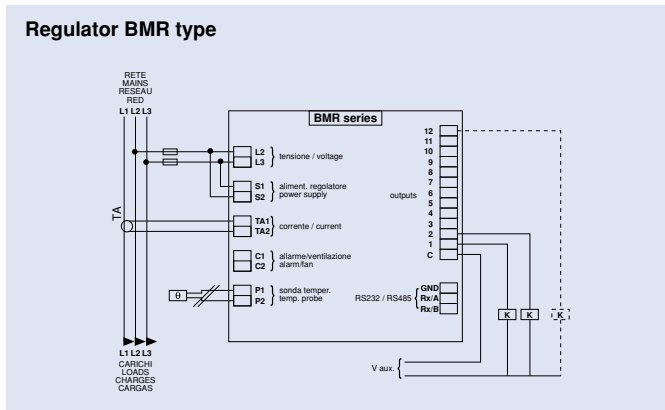 Regulator BMR type
RETE
MAINS
RESEAU
RED
L1 L2 L3
BMR series
L2
L3
tensione / voltage
S1
S2
aliment. regolatore
power supply
TA
TA1
TA2
corrente / current
C1
C2
allarme/ventilazione
alarm/fan
θ
P1
P2
sonda temper.
temp. probe
12
11
10
9
8
7
6
5
4
3
2
1
C
outputs
RS232 / RS485
GND
Rx/A
Rx/B
K
K
K
V aux.
L1 L2 L3
CARICHI
LOADS
CHARGES
CARGAS